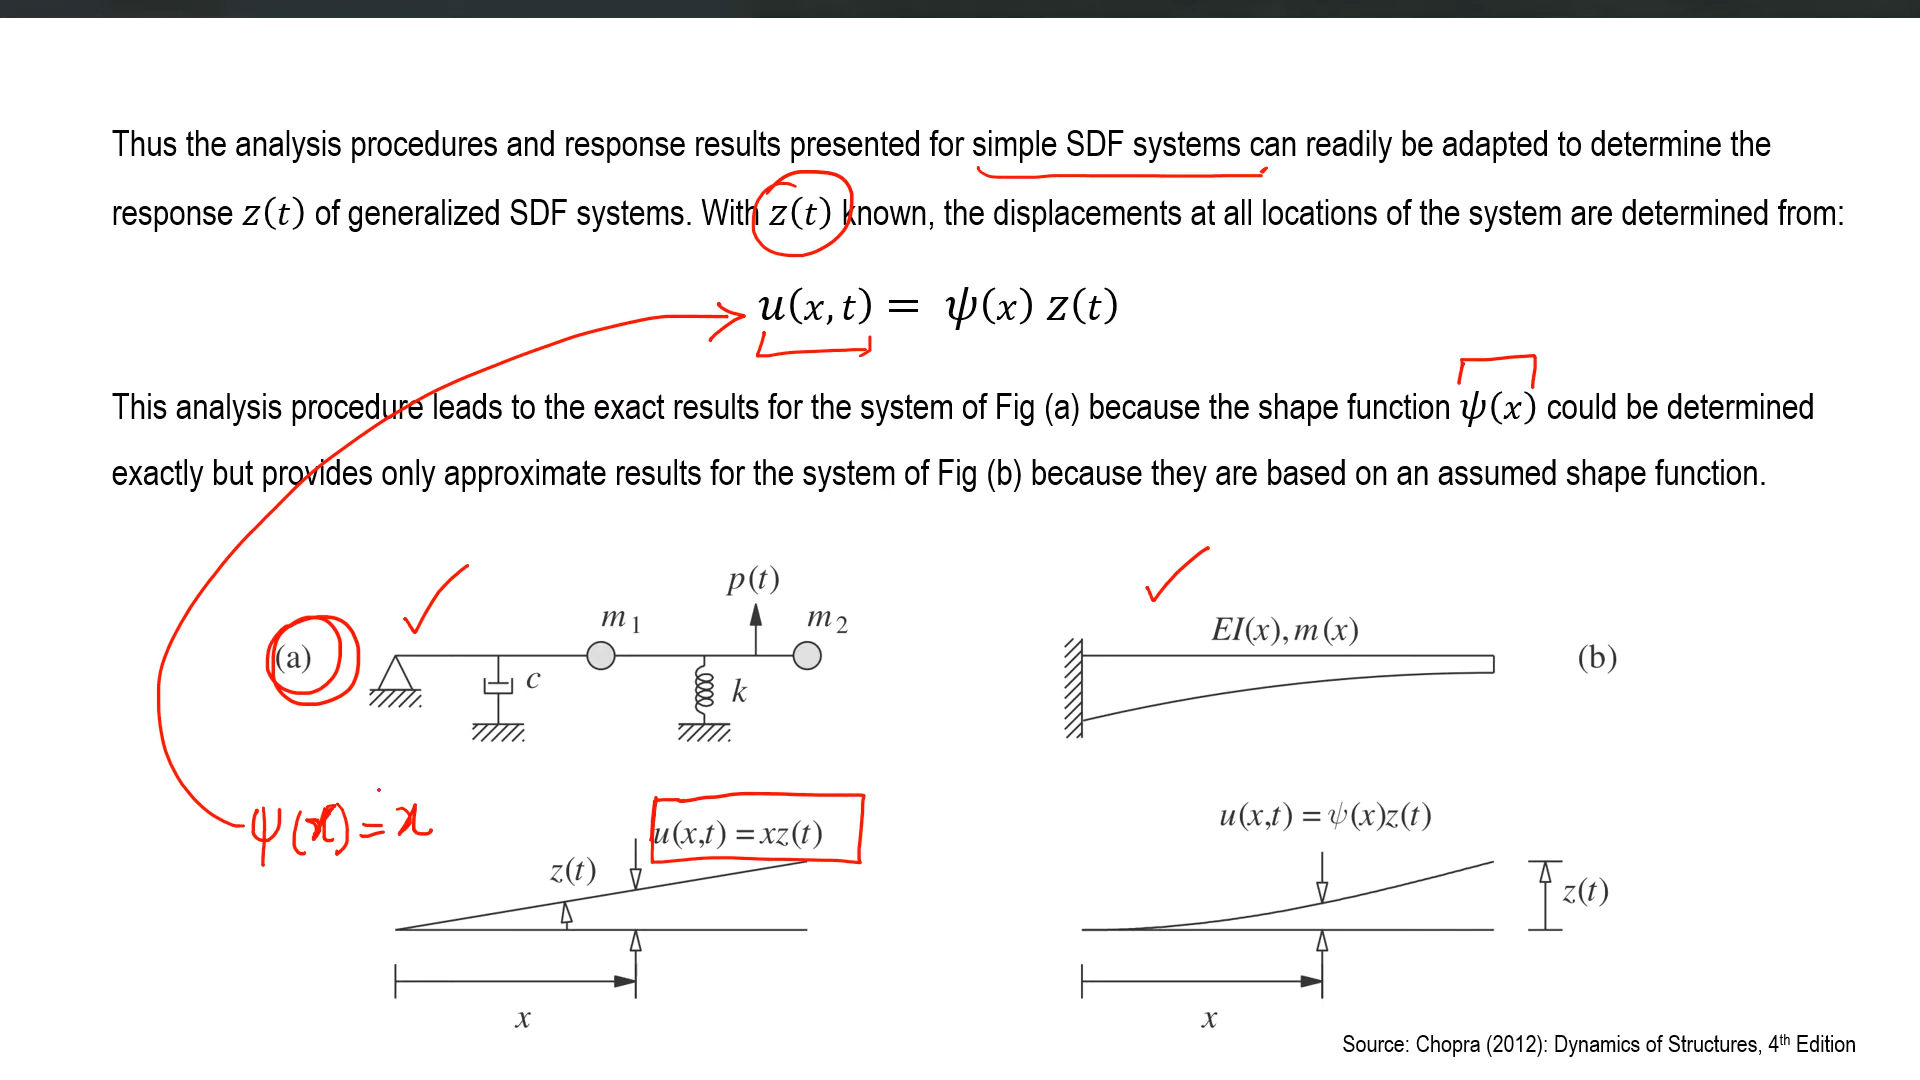 Thus the analysis procedures and response results presented for simple SDF systems can readily be adapted to determine the
response z(t) of generalized SDF systems. With z(t) known, the displacements at all locations of the system are determined from:
u(x, t) = ψ(x) z(t)
This analysis procedure leads to the exact results for the system of Fig (a) because the shape function ψ(x) could be determined
exactly but provides only approximate results for the system of Fig (b) because they are based on an assumed shape function.
p(t)
m₁
m₂
(a)
c
k
EI(x), m(x)
(b)
ψ(x) = x
u(x,t) = xz(t)
z(t)
x
u(x,t) = ψ(x)z(t)
z(t)
x
Source: Chopra (2012): Dynamics of Structures, 4th Edition